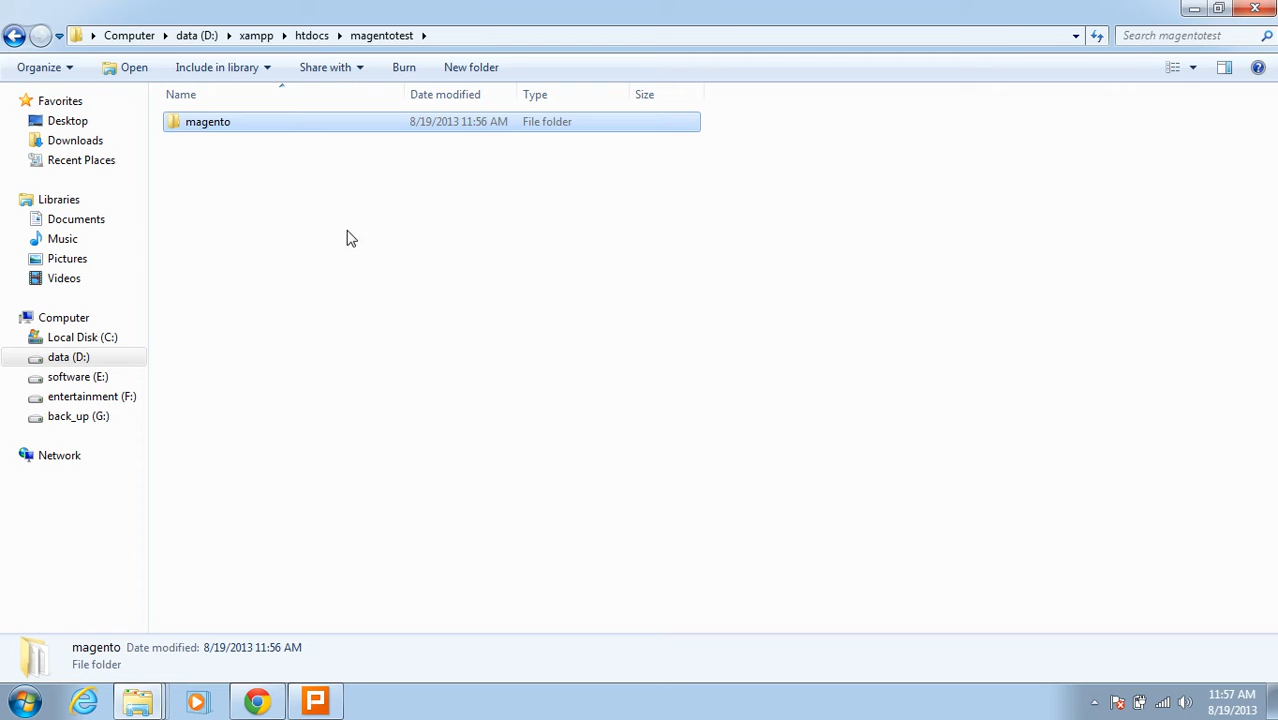 Computer data (D:) xampp htdocs magentotest Search magentotest
Organize Open Include in library Share with Burn New folder
Name Date modified Type Size
magento 8/19/2013 11:56 AM File folder
Favorites
Desktop
Downloads
Recent Places
Libraries
Documents
Music
Pictures
Videos
Computer
Local Disk (C:)
data (D:)
software (E:)
entertainment (F:)
back_up (G:)
Network
magento Date modified: 8/19/2013 11:56 AM
File folder
P
11:57 AM
8/19/2013